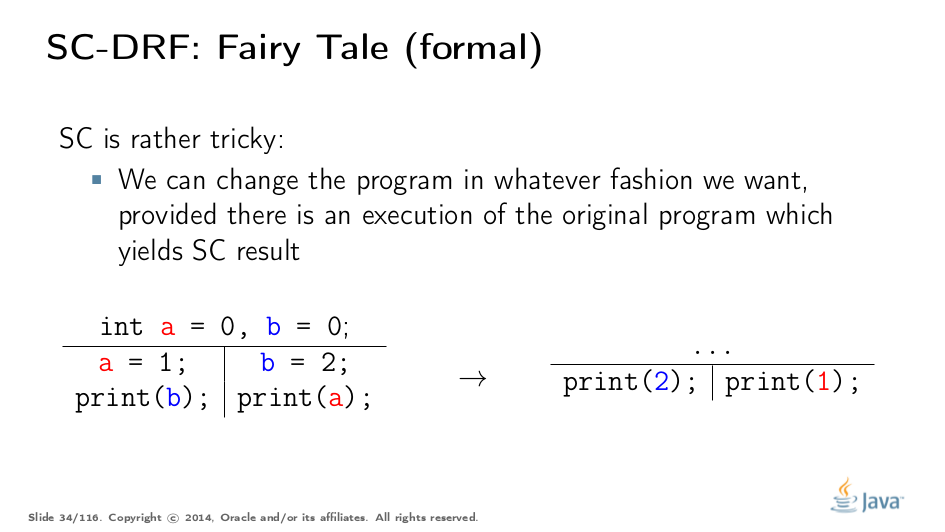 SC-DRF: Fairy Tale (formal)
SC is rather tricky:
We can change the program in whatever fashion we want,
provided there is an execution of the original program which
yields SC result
int a = 0, b = 0;
a = 1; b = 2;
print(b); print(a);
→
...
print(2); print(1);
Java
Slide 34/116. Copyright © 2014, Oracle and/or its affiliates. All rights reserved.